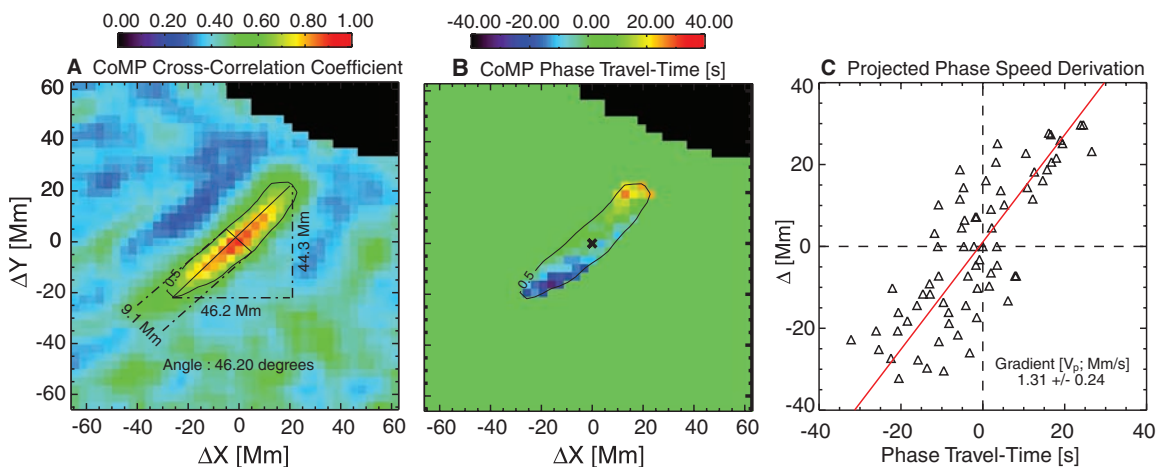 0.00 0.20 0.40 0.60 0.80 1.00
-40.00 -20.00 0.00 20.00 40.00
A CoMP Cross-Correlation Coefficient
B CoMP Phase Travel-Time [s]
C Projected Phase Speed Derivation
60
40
20
0
-20
-40
-60
ΔY [Mm]
0.5
44.3 Mm
46.2 Mm
9.1 Mm
Angle : 46.20 degrees
-60 -40 -20 0 20 40 60
ΔX [Mm]
0.5
-60 -40 -20 0 20 40 60
ΔX [Mm]
40
20
0
-20
-40
Δ [Mm]
Gradient [Vp; Mm/s]
1.31 +/- 0.24
-40 -20 0 20 40
Phase Travel-Time [s]